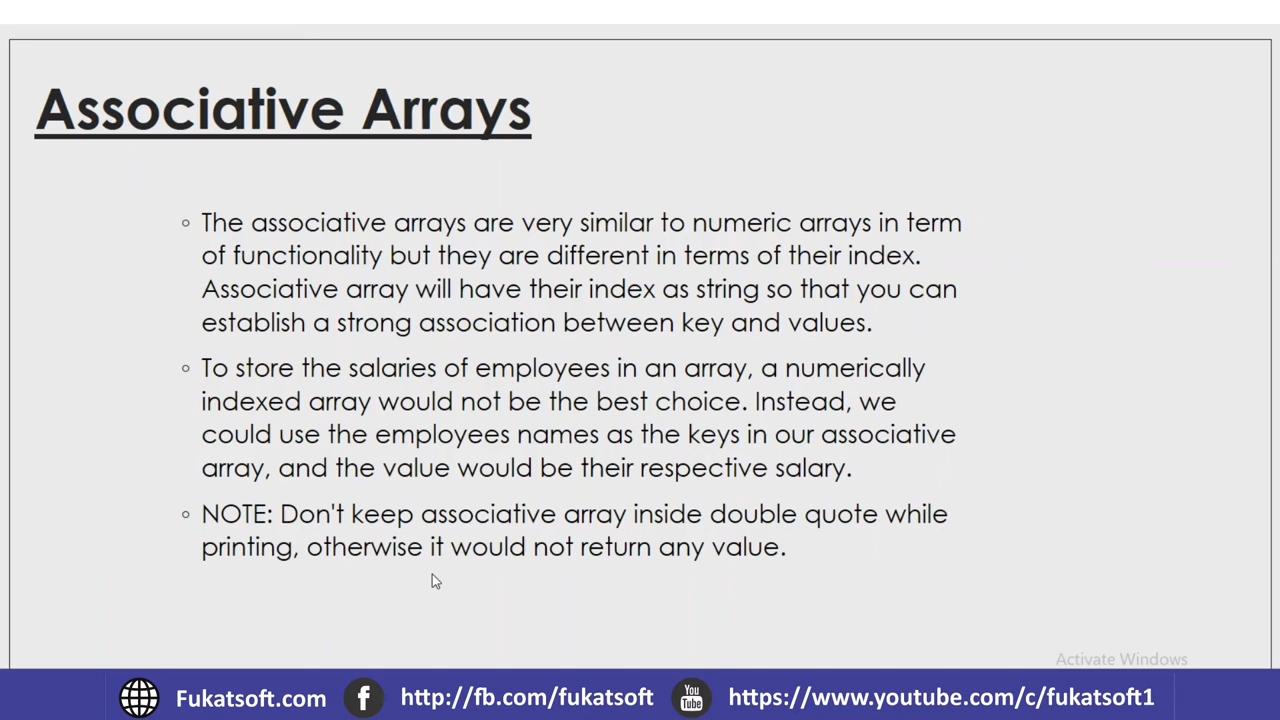 Associative Arrays
◦ The associative arrays are very similar to numeric arrays in term
of functionality but they are different in terms of their index.
Associative array will have their index as string so that you can
establish a strong association between key and values.
◦ To store the salaries of employees in an array, a numerically
indexed array would not be the best choice. Instead, we
could use the employees names as the keys in our associative
array, and the value would be their respective salary.
◦ NOTE: Don't keep associative array inside double quote while
printing, otherwise it would not return any value.
Activate Windows
Fukatsoft.com f http://fb.com/fukatsoft You Tube https://www.youtube.com/c/fukatsoft1